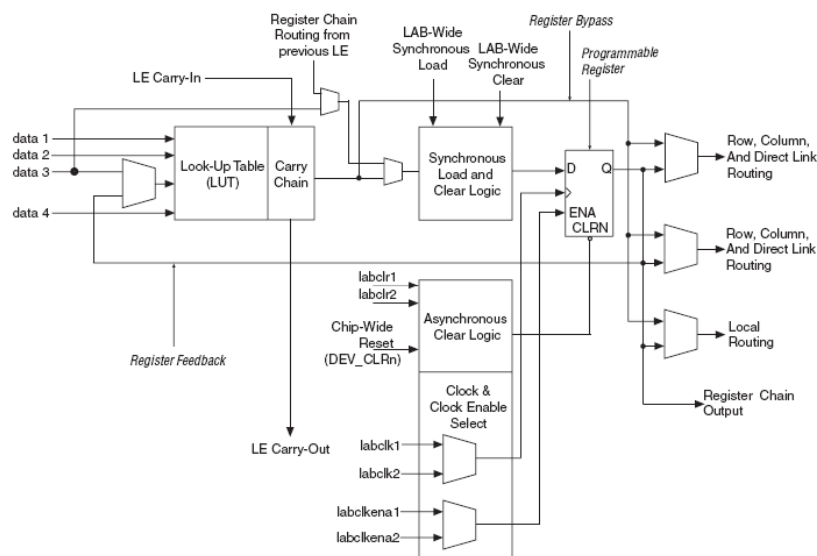 Register Chain
Routing from
previous LE
LAB-Wide
Synchronous
Load
LAB-Wide
Synchronous
Clear
Register Bypass
Programmable
Register
LE Carry-In
data 1
data 2
data 3
data 4
Look-Up Table
(LUT)
Carry
Chain
Synchronous
Load and
Clear Logic
D Q
ENA
CLRN
Row, Column,
And Direct Link
Routing
Row, Column,
And Direct Link
Routing
Local
Routing
Register Chain
Output
labclr1
labclr2
Chip-Wide
Reset
(DEV_CLRn)
Asynchronous
Clear Logic
Register Feedback
Clock &
Clock Enable
Select
LE Carry-Out
labclk1
labclk2
labclkena1
labclkena2